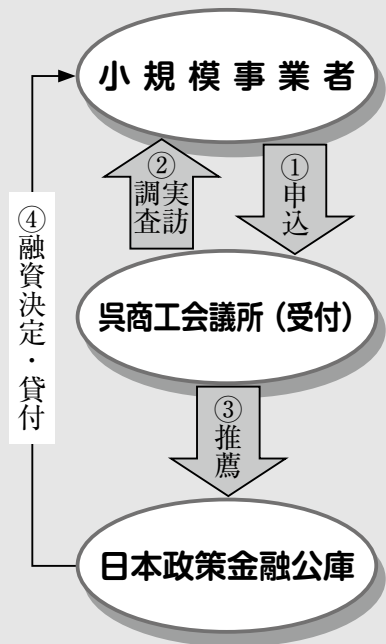 小規模事業者
①申込
②実訪
調査
呉商工会議所（受付）
③推薦
④融資決定・貸付
日本政策金融公庫